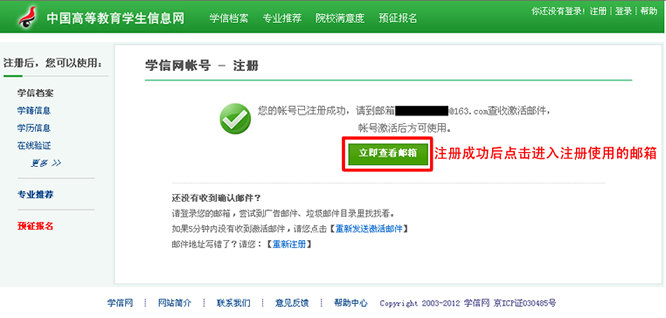 中国高等教育学生信息网 学信档案 专业推荐 院校满意度 预征报名
你还没有登录! 注册 | 登录 | 帮助
注册后，您可以使用：
学信档案
学籍信息
学历信息
在线验证
更多 >>
专业推荐
预征报名
学信网帐号 - 注册
您的帐号已注册成功，请到邮箱 @163.com查收激活邮件，
帐号激活后方可使用。
立即查看邮箱 注册成功后点击进入注册使用的邮箱
还没有收到确认邮件？
请登录您的邮箱，尝试到广告邮件、垃圾邮件目录里找找看。
如果5分钟内没有收到激活邮件，请您点击【重新发送激活邮件】
邮件地址写错了？请您：【重新注册】
学信网 | 网站简介 | 联系我们 | 意见反馈 | 帮助中心 Copyright 2003-2012 学信网 京ICP证030485号